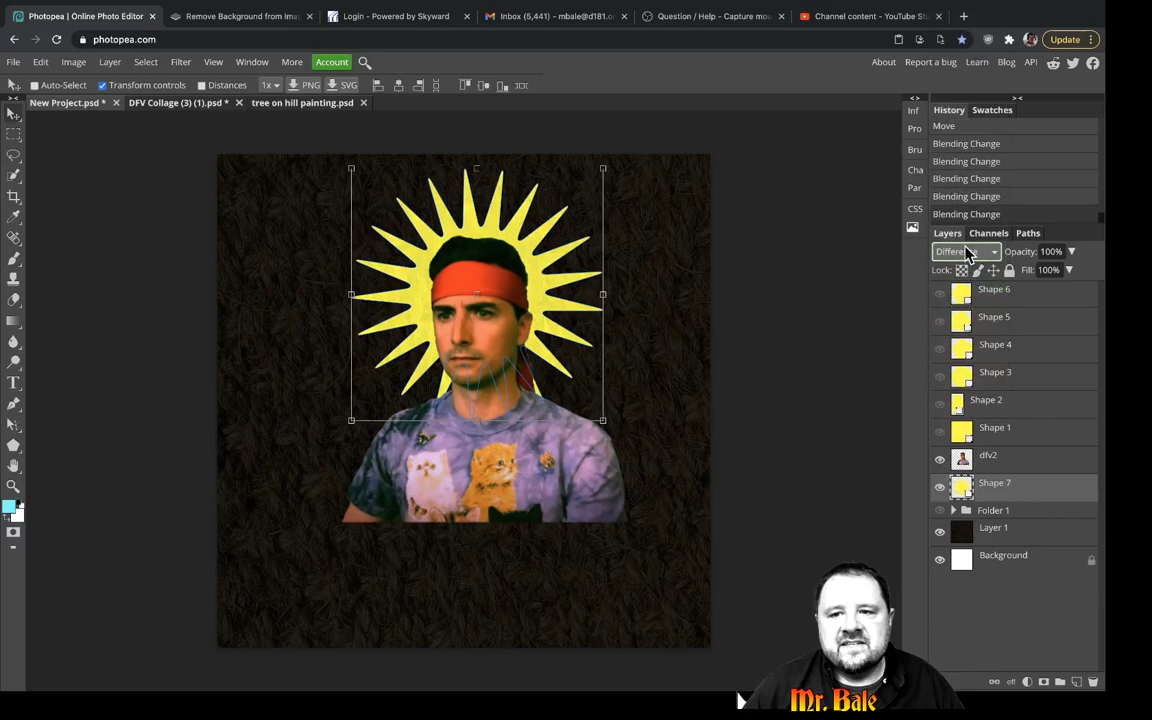 Photopea | Online Photo Editor
Remove Background from Imag
Login - Powered by Skyward
Inbox (5,441) - mbale@d181.or
Question / Help - Capture mou
Channel content - YouTube Stu
photopea.com
Update
File Edit Image Layer Select Filter View Window More Account
About Report a bug Learn Blog API
Auto-Select Transform controls Distances 1x PNG SVG
New Project.psd * DFV Collage (3) (1).psd * tree on hill painting.psd
Inf
Pro
Bru
Cha
Par
CSS
History Swatches
Move
Blending Change
Blending Change
Blending Change
Blending Change
Blending Change
Layers Channels Paths
Differe Opacity: 100%
Lock: Fill: 100%
Shape 6
Shape 5
Shape 4
Shape 3
Shape 2
Shape 1
dfv2
Shape 7
Folder 1
Layer 1
Background
eff
Mr. Bale